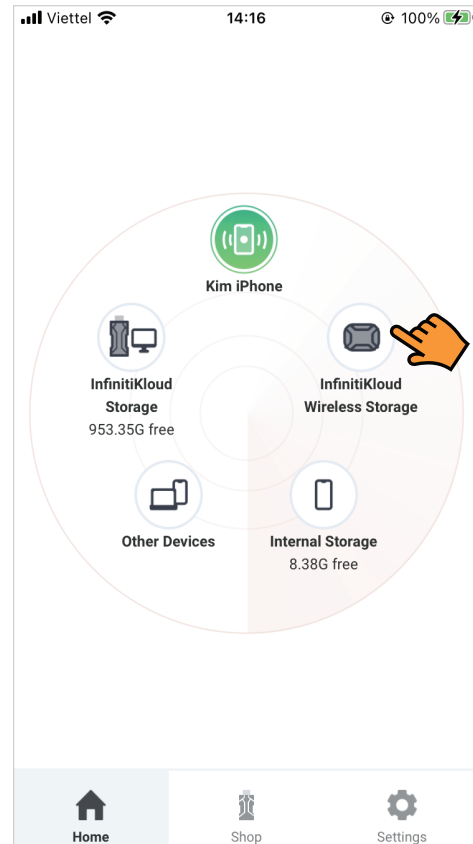 Viettel 14:16 100%
Kim iPhone
InfinitiKloud
Storage
953.35G free
InfinitiKloud
Wireless Storage
Other Devices
Internal Storage
8.38G free
Home Shop Settings